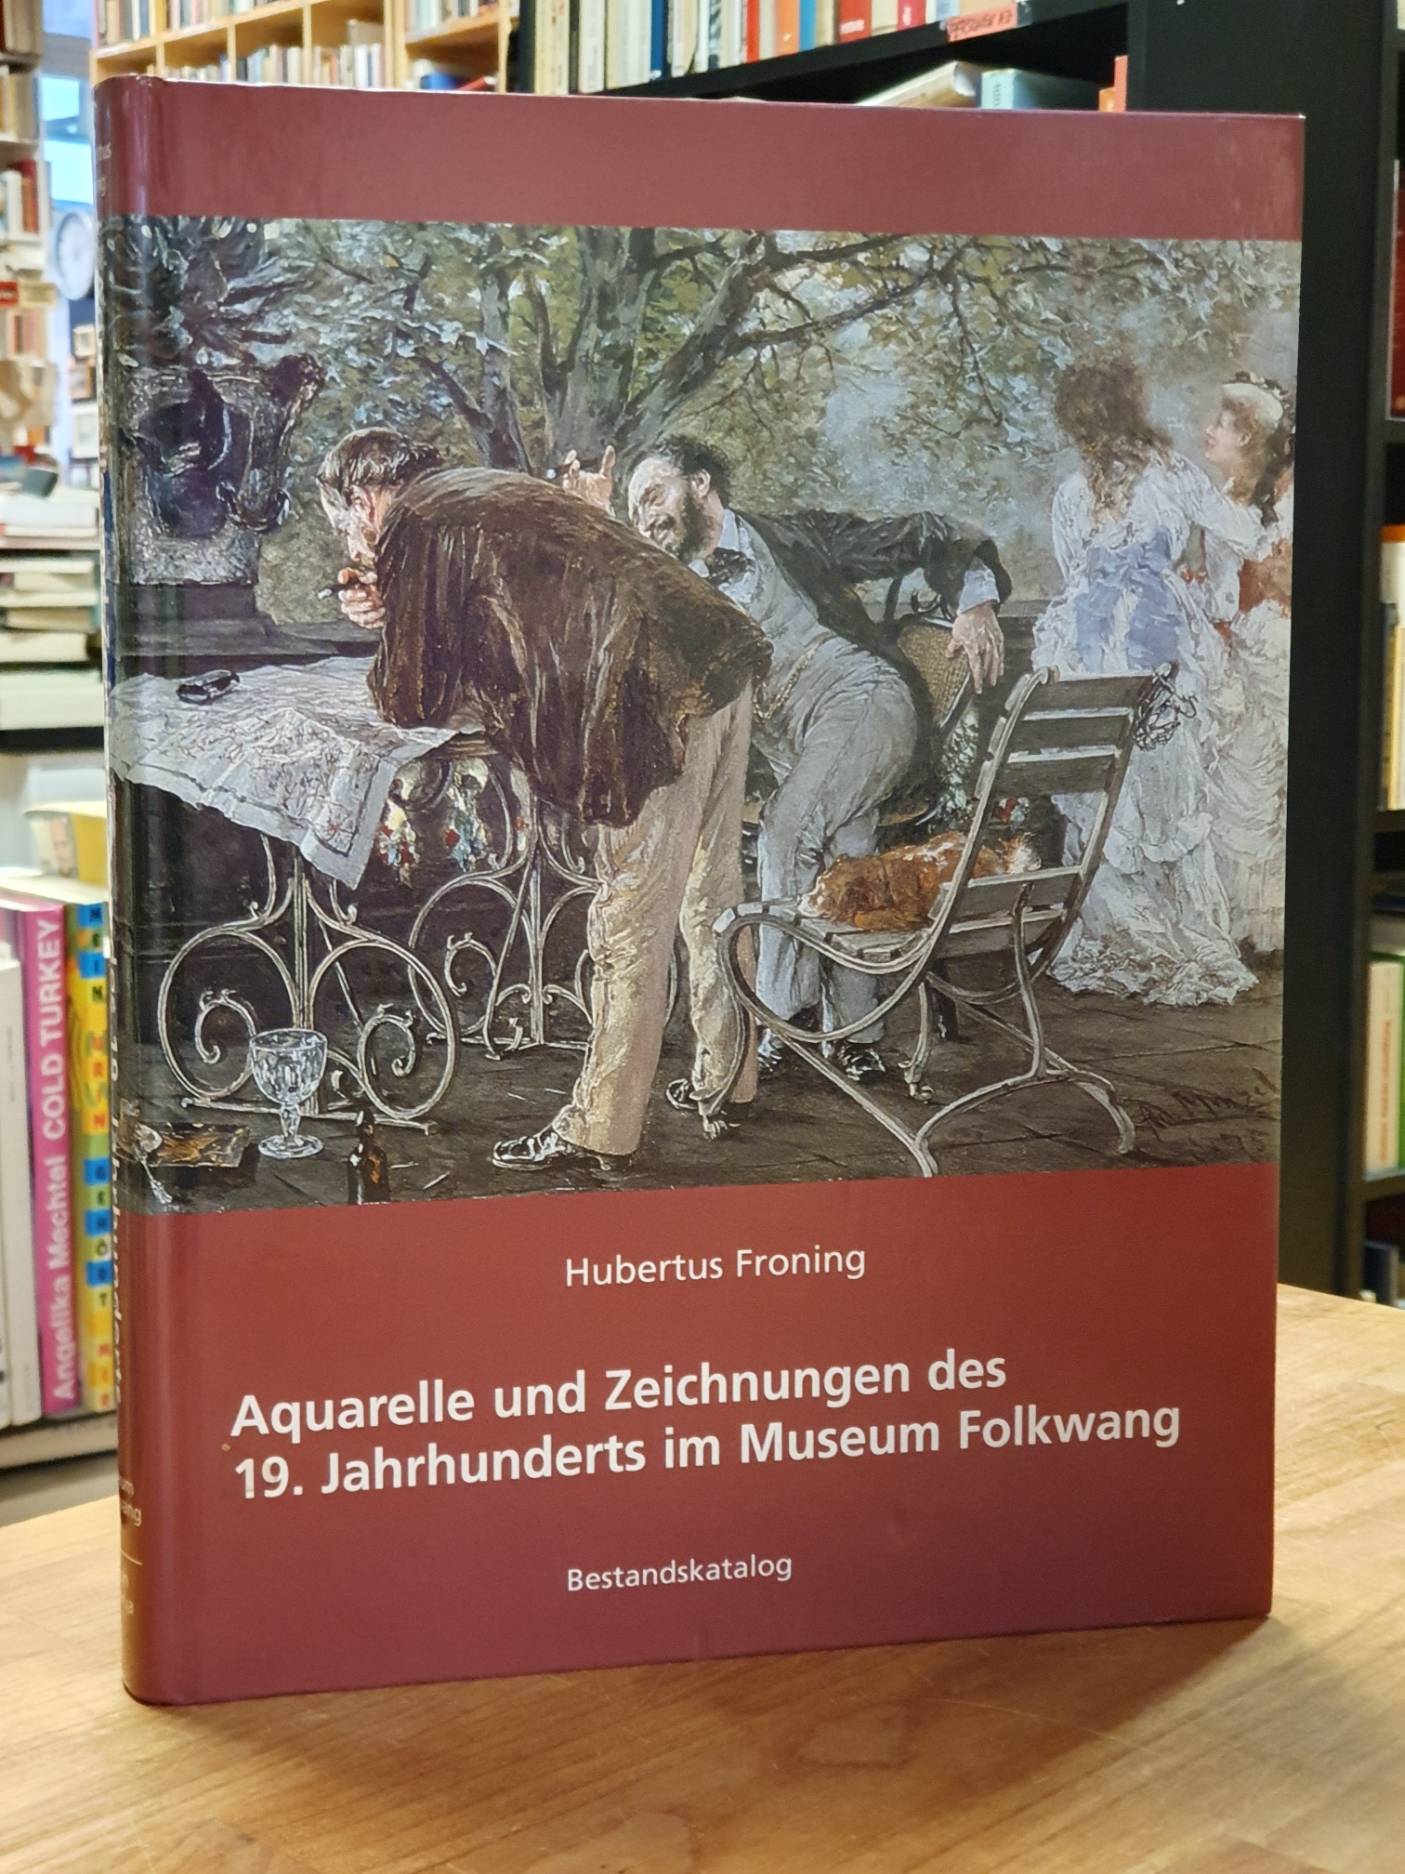 Hubertus Froning
Aquarelle und Zeichnungen des
19. Jahrhunderts im Museum Folkwang
Bestandskatalog
Angelika Mechtel COLD TURKEY